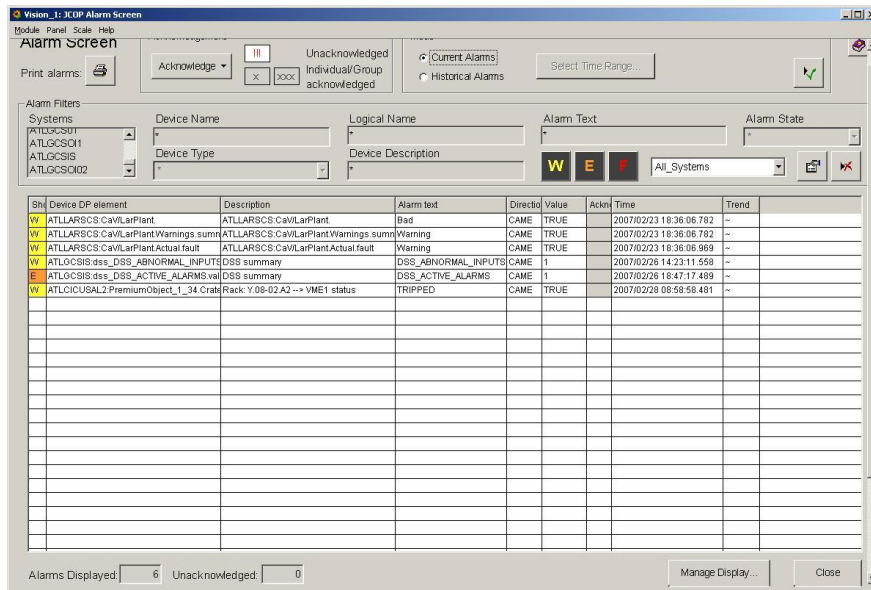 Vision_1: JCOP Alarm Screen
Module Panel Scale Help
Alarm Screen
Print alarms:
Acknowledge
!!!
Unacknowledged
x
xxx
Individual/Group
acknowledged
Current Alarms
Historical Alarms
Select Time Range...
Alarm Filters
Systems
Device Name
Logical Name
Alarm Text
Alarm State
ATLGCSOI1
ATLGCSIS
ATLGCSOI02
*
*
*
*
Device Type
Device Description
*
*
W E F
All_Systems
Device DP element Description Alarm text Directio Value Ackno Time Trend
W ATLLARSCS:CaV/LarPlant. ATLLARSCS:CaV/LarPlant. Bad CAME TRUE 2007/02/23 18:36:06.782 ~
W ATLLARSCS:CaV/LarPlant.Warnings.sumn ATLLARSCS:CaV/LarPlant.Warnings.sumn Warning CAME TRUE 2007/02/23 18:36:06.782 ~
W ATLLARSCS:CaV/LarPlant.Actual.fault ATLLARSCS:CaV/LarPlant.Actual.fault Warning CAME TRUE 2007/02/23 18:36:06.969 ~
W ATLGCSIS:dss_DSS_ABNORMAL_INPUTS DSS summary DSS_ABNORMAL_INPUTS CAME 1 2007/02/26 14:23:11.558 ~
E ATLGCSIS:dss_DSS_ACTIVE_ALARMS.val DSS summary DSS_ACTIVE_ALARMS CAME 1 2007/02/26 18:47:17.489 ~
W ATLCICUSAL2:PremiumObject_1_34.Crate Rack: Y.08-02.A2 --> VME1 status TRIPPED CAME TRUE 2007/02/28 08:58:58.481 ~
Alarms Displayed: 6 Unacknowledged: 0
Manage Display...
Close